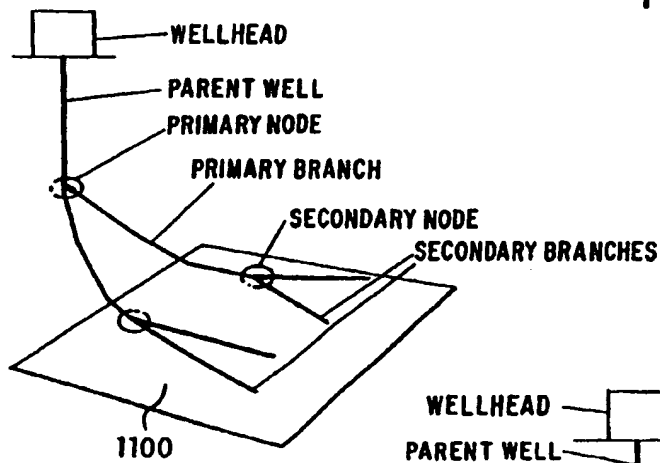 WELLHEAD
PARENT WELL
PRIMARY NODE
PRIMARY BRANCH
SECONDARY NODE
SECONDARY BRANCHES
1100
WELLHEAD
PARENT WELL